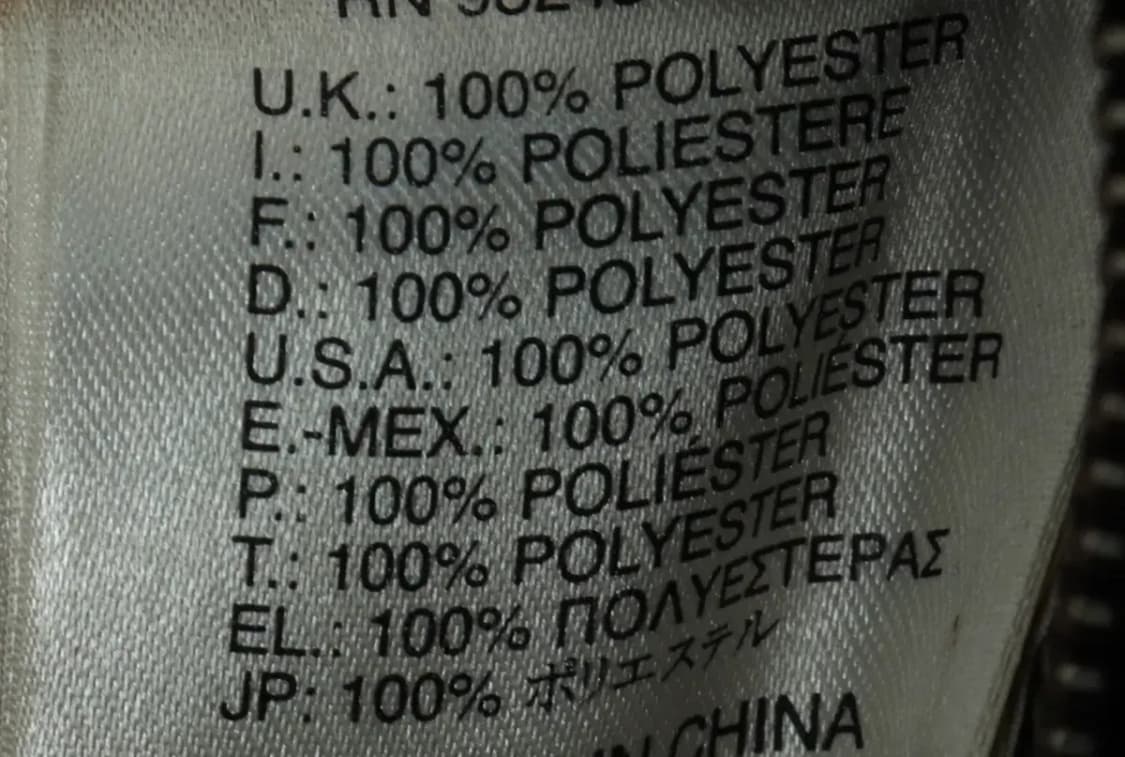 U.K.: 100% POLYESTER
I.: 100% POLIESTERE
F.: 100% POLYESTER
D.: 100% POLYESTER
U.S.A.: 100% POLYESTER
E.-MEX.: 100% POLIÉSTER
P.: 100% POLIÉSTER
T.: 100% POLYESTER
EL.: 100% ΠΟΛΥΕΣΤΕΡΑΣ
JP: 100% ポリエステル
IN CHINA